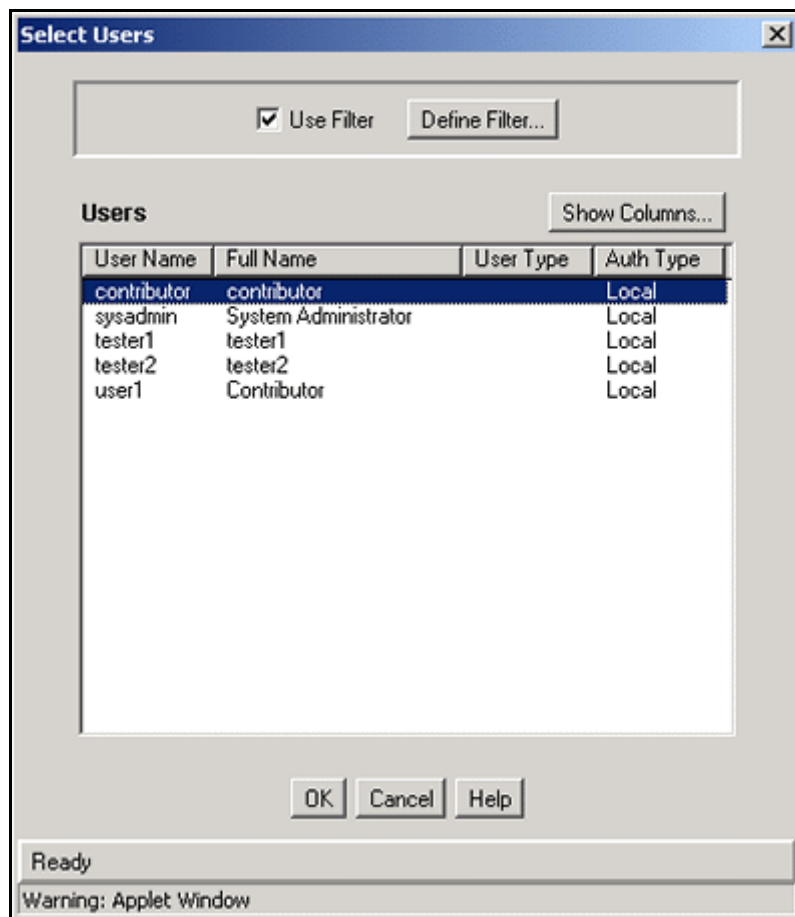 Select Users
Use Filter Define Filter...
Users Show Columns...
User Name Full Name User Type Auth Type
contributor contributor Local
sysadmin System Administrator Local
tester1 tester1 Local
tester2 tester2 Local
user1 Contributor Local
OK Cancel Help
Ready
Warning: Applet Window